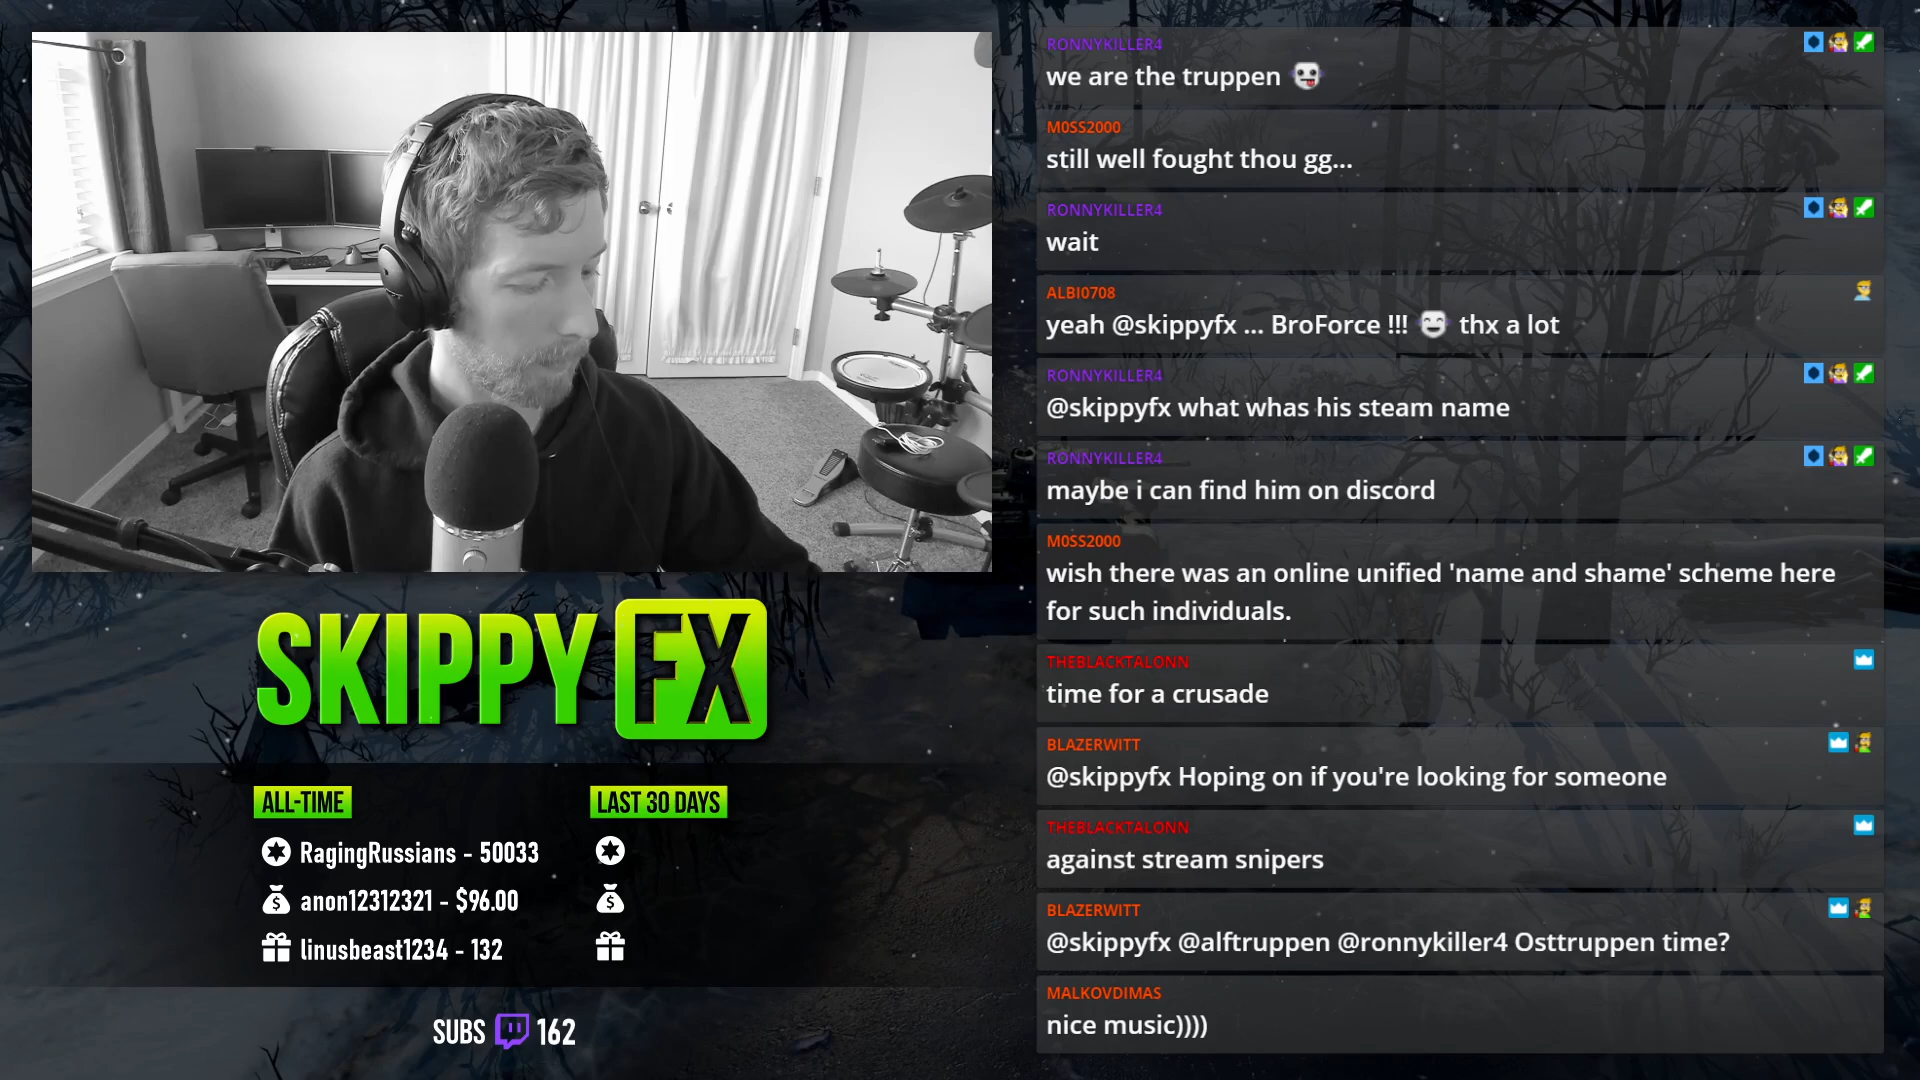 RONNYKILLER4
we are the truppen
M0SS2000
still well fought thou gg...
RONNYKILLER4
wait
ALBI0708
yeah @skippyfx ... BroForce !!! thx a lot
RONNYKILLER4
@skippyfx what whas his steam name
RONNYKILLER4
maybe i can find him on discord
M0SS2000
wish there was an online unified 'name and shame' scheme here
for such individuals.
THEBLACKTALONN
time for a crusade
BLAZERWITT
@skippyfx Hoping on if you're looking for someone
THEBLACKTALONN
against stream snipers
BLAZERWITT
@skippyfx @alftruppen @ronnykiller4 Osttruppen time?
MALKOVDIMAS
nice music))))
SKIPPY FX
ALL-TIME
RagingRussians - 50033
anon12312321 - $96.00
linusbeast1234 - 132
LAST 30 DAYS
SUBS 162